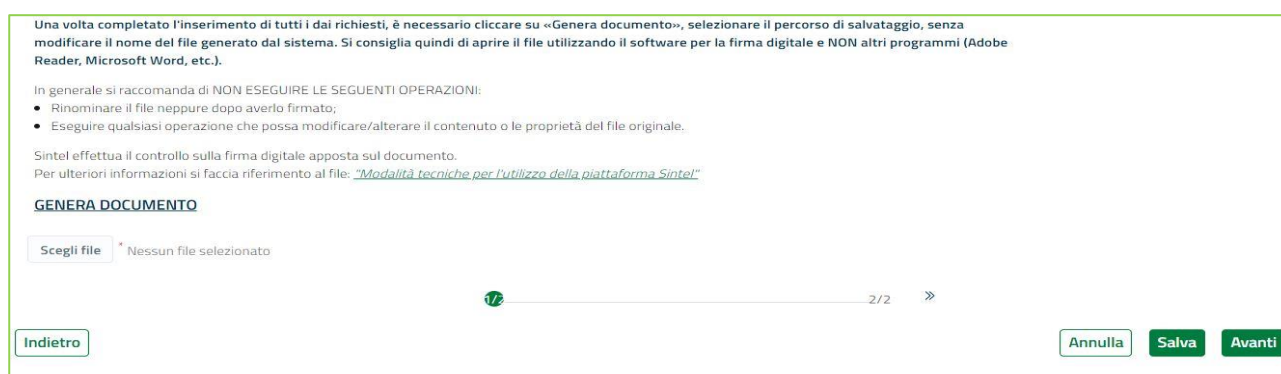 Una volta completato l'inserimento di tutti i dai richiesti, è necessario cliccare su «Genera documento», selezionare il percorso di salvataggio, senza
modificare il nome del file generato dal sistema. Si consiglia quindi di aprire il file utilizzando il software per la firma digitale e NON altri programmi (Adobe
Reader, Microsoft Word, etc.).
In generale si raccomanda di NON ESEGUIRE LE SEGUENTI OPERAZIONI:
• Rinominare il file neppure dopo averlo firmato;
• Eseguire qualsiasi operazione che possa modificare/alterare il contenuto o le proprietà del file originale.
Sintel effettua il controllo sulla firma digitale apposta sul documento.
Per ulteriori informazioni si faccia riferimento al file: "Modalità tecniche per l'utilizzo della piattaforma Sintel"
GENERA DOCUMENTO
Scegli file * Nessun file selezionato
1/2 2/2 »
Indietro Annulla Salva Avanti